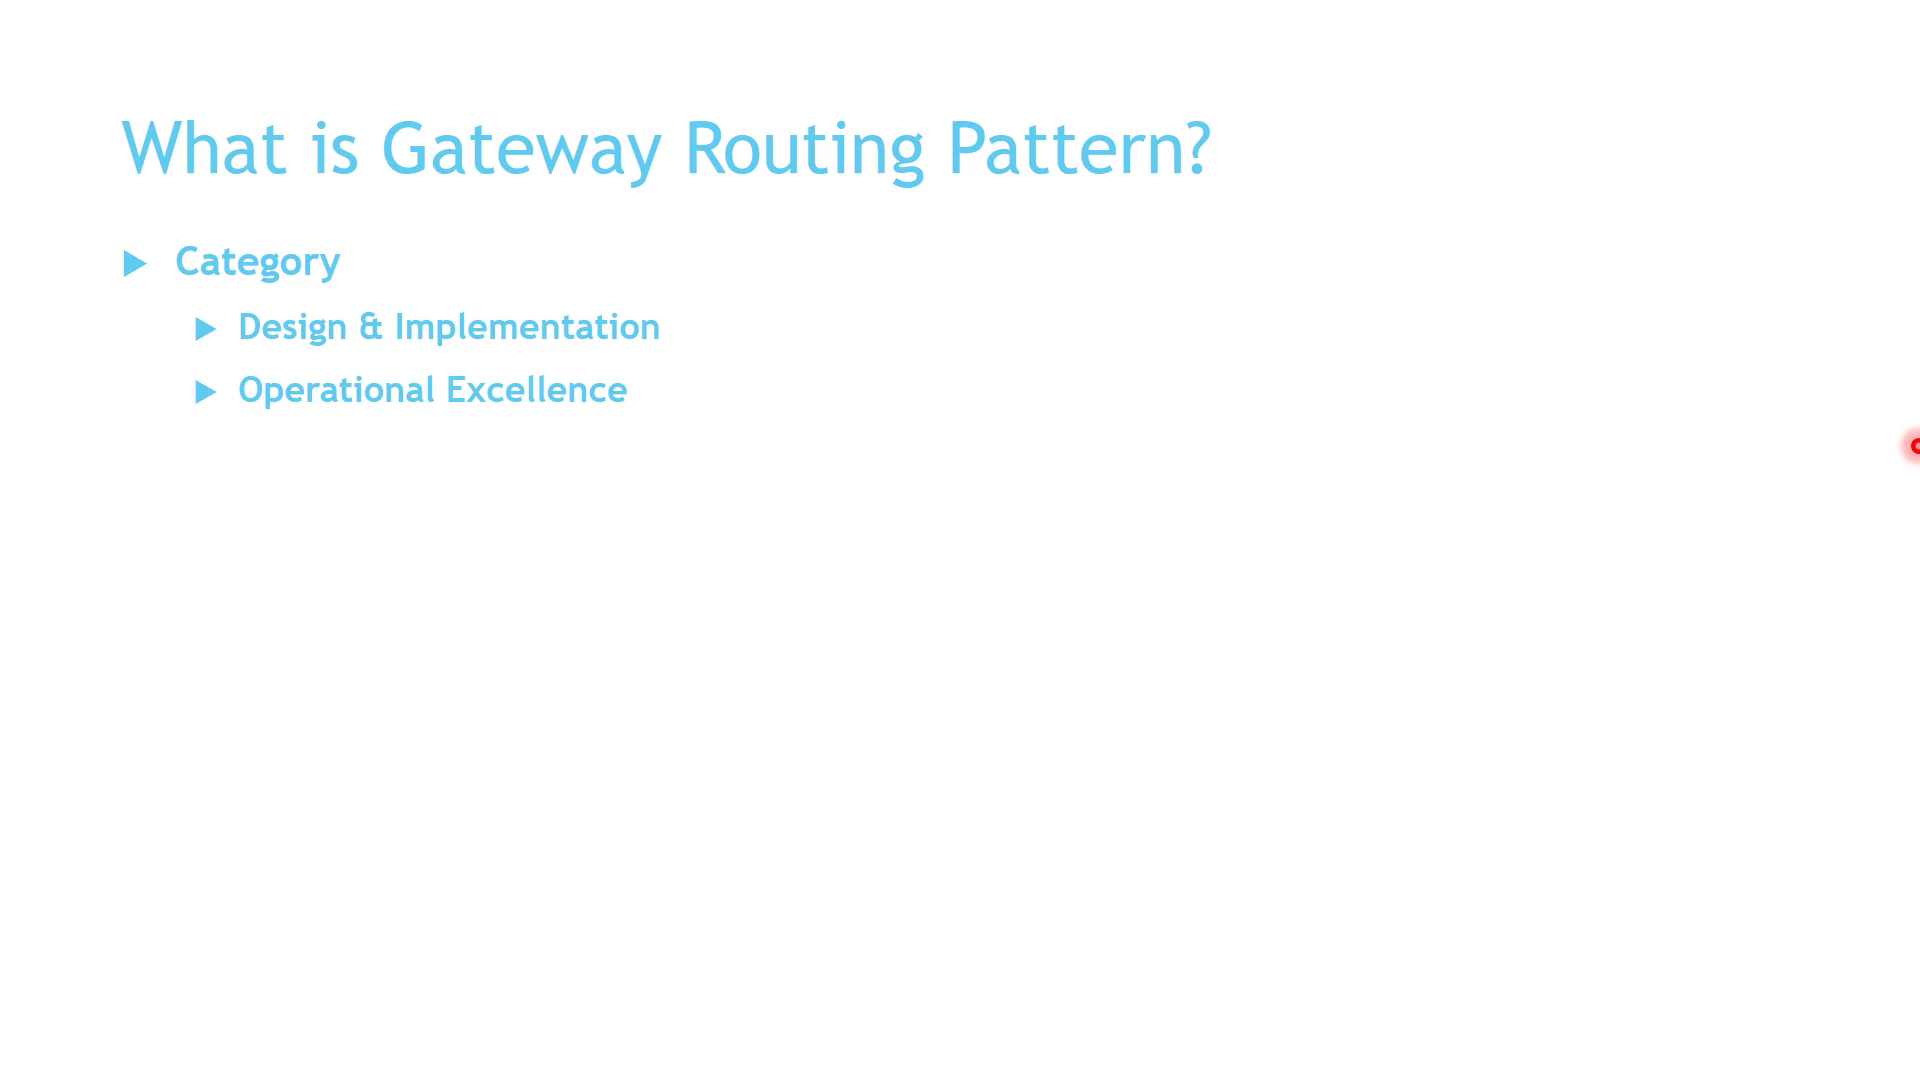 What is Gateway Routing Pattern?
Category
Design & Implementation
Operational Excellence